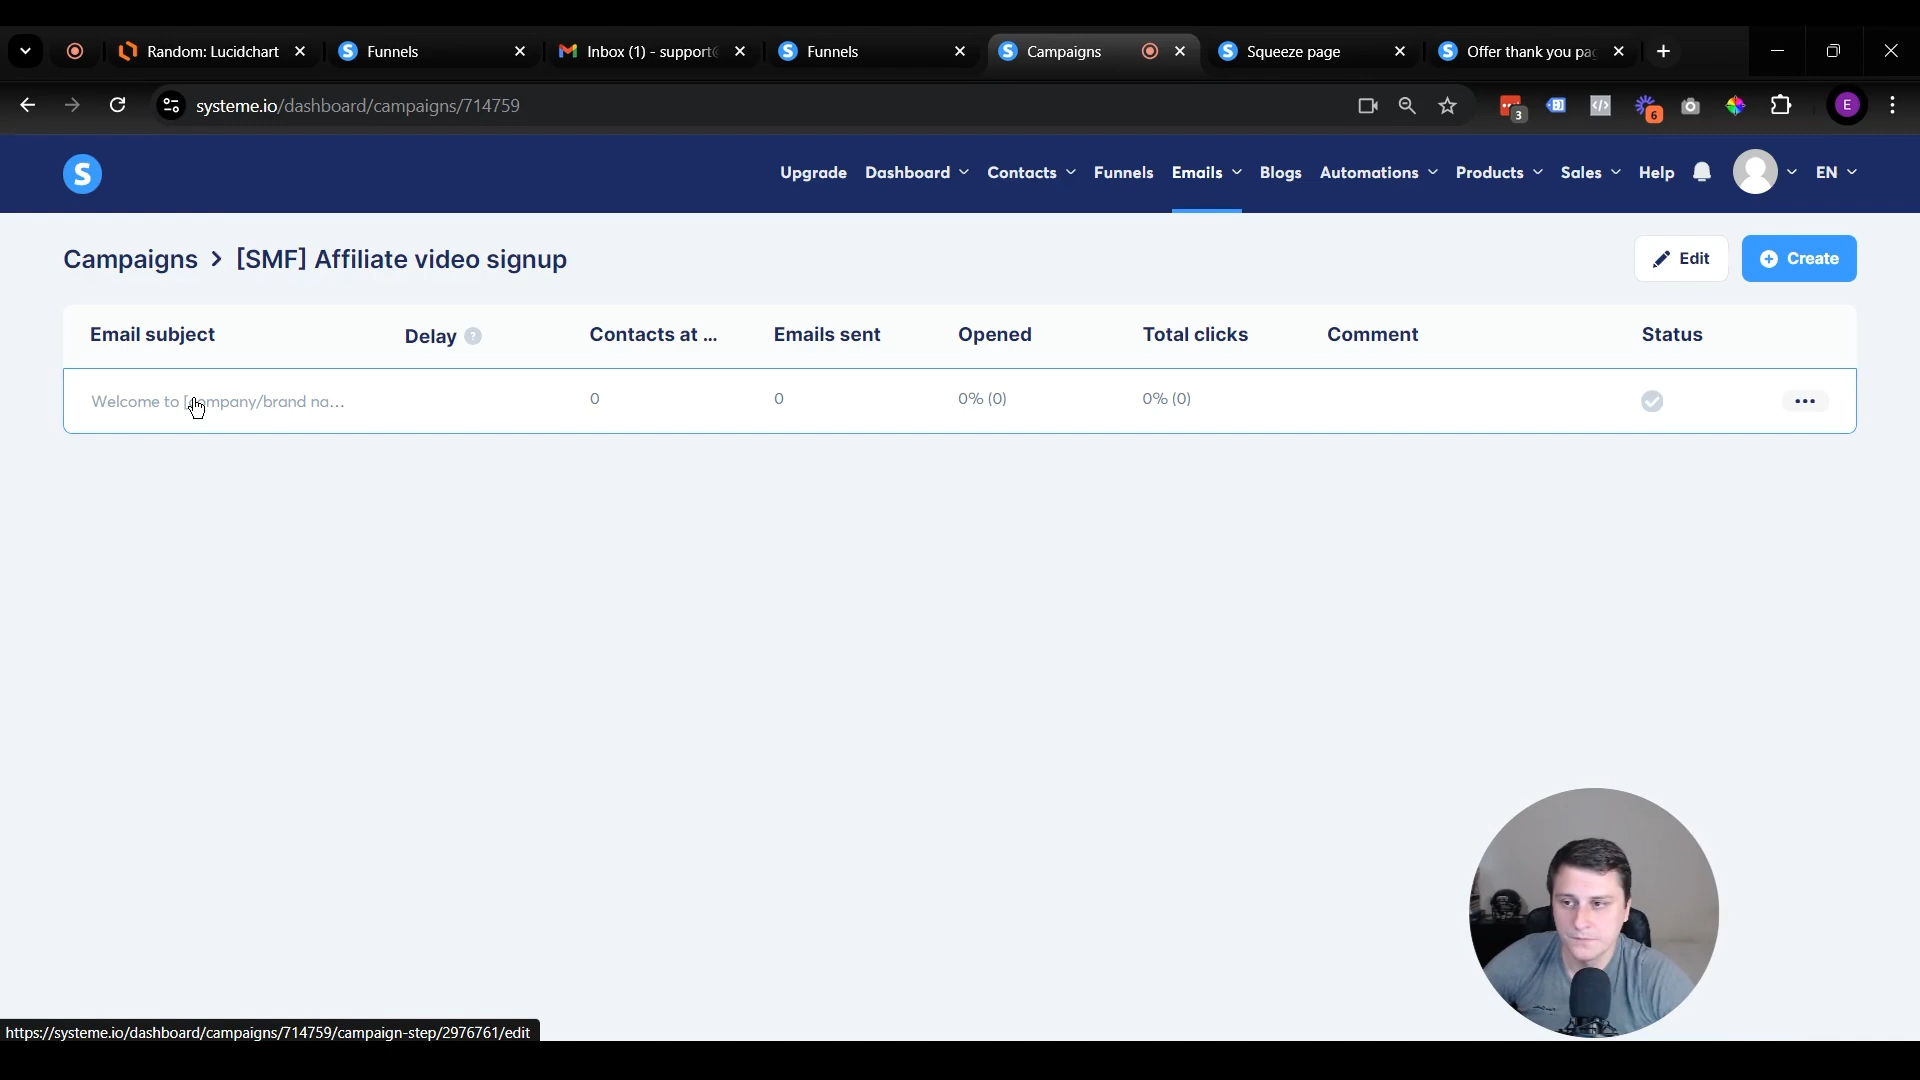 Random: Lucidchart
Funnels
Inbox (1) - support
Funnels
Campaigns
Squeeze page
Offer thank you pa
systeme.io/dashboard/campaigns/714759
3
6
E
S
Upgrade
Dashboard
Contacts
Funnels
Emails
Blogs
Automations
Products
Sales
Help
EN
Campaigns > [SMF] Affiliate video signup
Edit
Create
Email subject
Delay ?
Contacts at ...
Emails sent
Opened
Total clicks
Comment
Status
Welcome to [company/brand na...
0
0
0% (0)
0% (0)
https://systeme.io/dashboard/campaigns/714759/campaign-step/2976761/edit